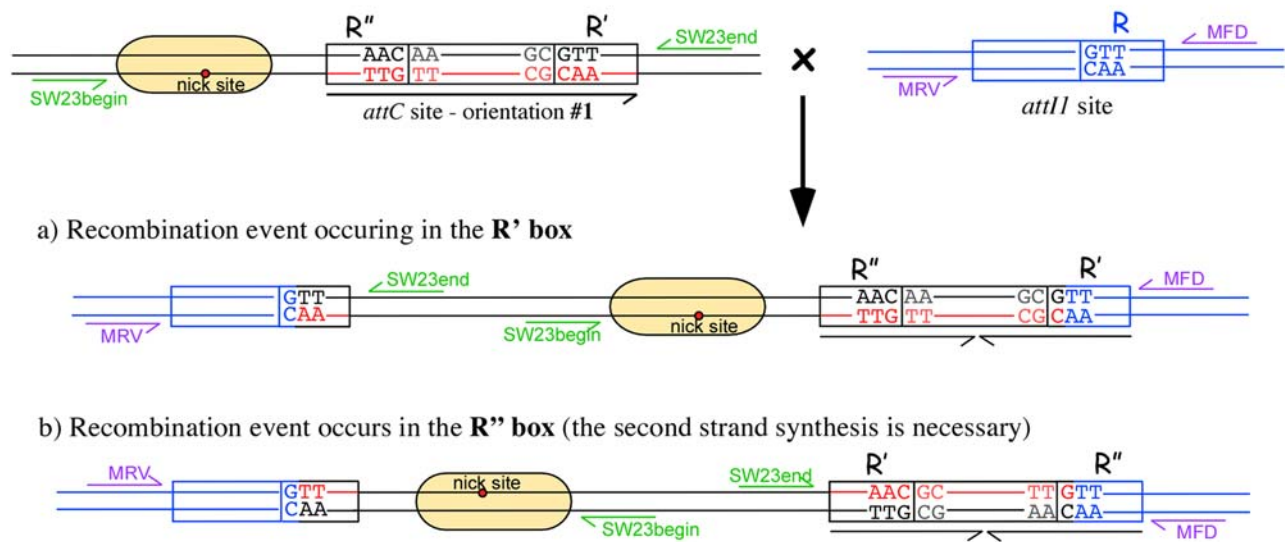 R" R' R
AAC AA GC GTT SW23end GTT MFD
TTG TT CG CAA × CAA
nick site
SW23begin MRV
attC site - orientation #1 attI1 site
a) Recombination event occuring in the R' box
R" R'
SW23end MFD
GTT AAC AA GC GTT
CAA TTG TT CG CAA
MRV SW23begin nick site
b) Recombination event occurs in the R'' box (the second strand synthesis is necessary)
R' R"
MRV nick site SW23end
GTT AAC GC TT GTT
CAA TTG CG AA CAA
SW23begin MFD